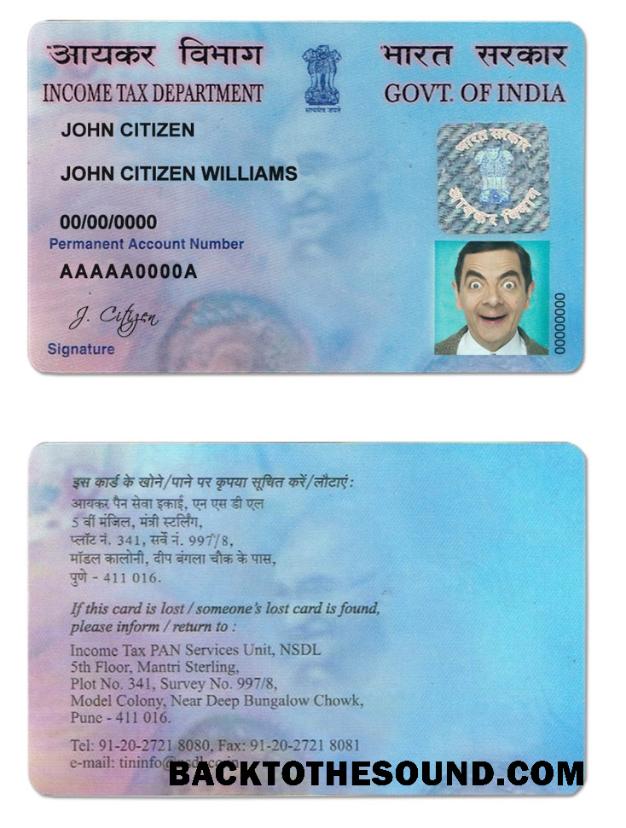 आयकर विभाग
भारत सरकार
INCOME TAX DEPARTMENT
GOVT. OF INDIA
सत्यमेव जयते
JOHN CITIZEN
JOHN CITIZEN WILLIAMS
00/00/0000
Permanent Account Number
AAAAA0000A
J. Citizen
Signature
भारत सरकार
आयकर विभाग
00000000
इस कार्ड के खोने/पाने पर कृपया सूचित करें/लौटाएं:
आयकर पैन सेवा इकाई, एन एस डी एल
5 वीं मंजिल, मंत्री स्टर्लिंग,
प्लॉट नं. 341, सर्वे नं. 997/8,
मॉडल कालोनी, दीप बंगला चौक के पास,
पुणे - 411 016.
If this card is lost / someone's lost card is found,
please inform / return to :
Income Tax PAN Services Unit, NSDL
5th Floor, Mantri Sterling,
Plot No. 341, Survey No. 997/8,
Model Colony, Near Deep Bungalow Chowk,
Pune - 411 016.
Tel: 91-20-2721 8080, Fax: 91-20-2721 8081
e-mail: tininfo@nsdl.co.in
BACKTOTHESOUND.COM